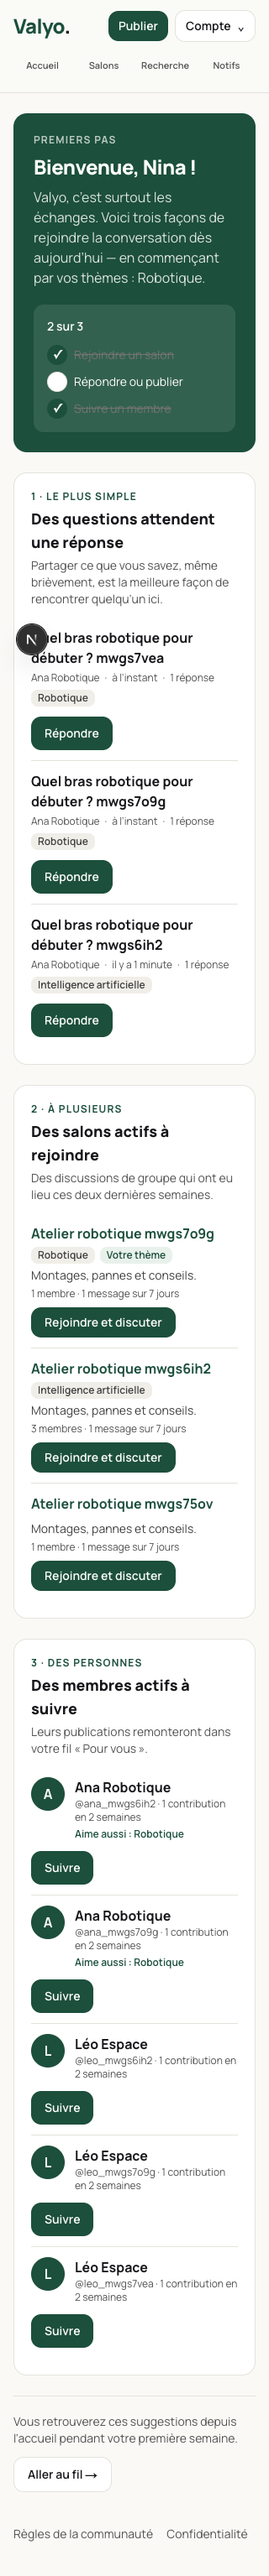 Valyo.
Publier
Compte
Accueil
Salons
Recherche
Notifs
PREMIERS PAS
Bienvenue, Nina !
Valyo, c'est surtout les
échanges. Voici trois façons de
rejoindre la conversation dès
aujourd'hui — en commençant
par vos thèmes : Robotique.
2 sur 3
✓ Rejoindre un salon
Répondre ou publier
✓ Suivre un membre
1 · LE PLUS SIMPLE
Des questions attendent
une réponse
Partager ce que vous savez, même
brièvement, est la meilleure façon de
rencontrer quelqu'un ici.
N
uel bras robotique pour
débuter ? mwgs7vea
Ana Robotique · à l'instant · 1 réponse
Robotique
Répondre
Quel bras robotique pour
débuter ? mwgs7o9g
Ana Robotique · à l'instant · 1 réponse
Robotique
Répondre
Quel bras robotique pour
débuter ? mwgs6ih2
Ana Robotique · il y a 1 minute · 1 réponse
Intelligence artificielle
Répondre
2 · À PLUSIEURS
Des salons actifs à
rejoindre
Des discussions de groupe qui ont eu
lieu ces deux dernières semaines.
Atelier robotique mwgs7o9g
Robotique
Votre thème
Montages, pannes et conseils.
1 membre · 1 message sur 7 jours
Rejoindre et discuter
Atelier robotique mwgs6ih2
Intelligence artificielle
Montages, pannes et conseils.
3 membres · 1 message sur 7 jours
Rejoindre et discuter
Atelier robotique mwgs75ov
Montages, pannes et conseils.
1 membre · 1 message sur 7 jours
Rejoindre et discuter
3 · DES PERSONNES
Des membres actifs à
suivre
Leurs publications remonteront dans
votre fil « Pour vous ».
A
Ana Robotique
@ana_mwgs6ih2 · 1 contribution
en 2 semaines
Aime aussi : Robotique
Suivre
A
Ana Robotique
@ana_mwgs7o9g · 1 contribution
en 2 semaines
Aime aussi : Robotique
Suivre
L
Léo Espace
@leo_mwgs6ih2 · 1 contribution en
2 semaines
Suivre
L
Léo Espace
@leo_mwgs7o9g · 1 contribution
en 2 semaines
Suivre
L
Léo Espace
@leo_mwgs7vea · 1 contribution en
2 semaines
Suivre
Vous retrouverez ces suggestions depuis
l'accueil pendant votre première semaine.
Aller au fil →
Règles de la communauté
Confidentialité